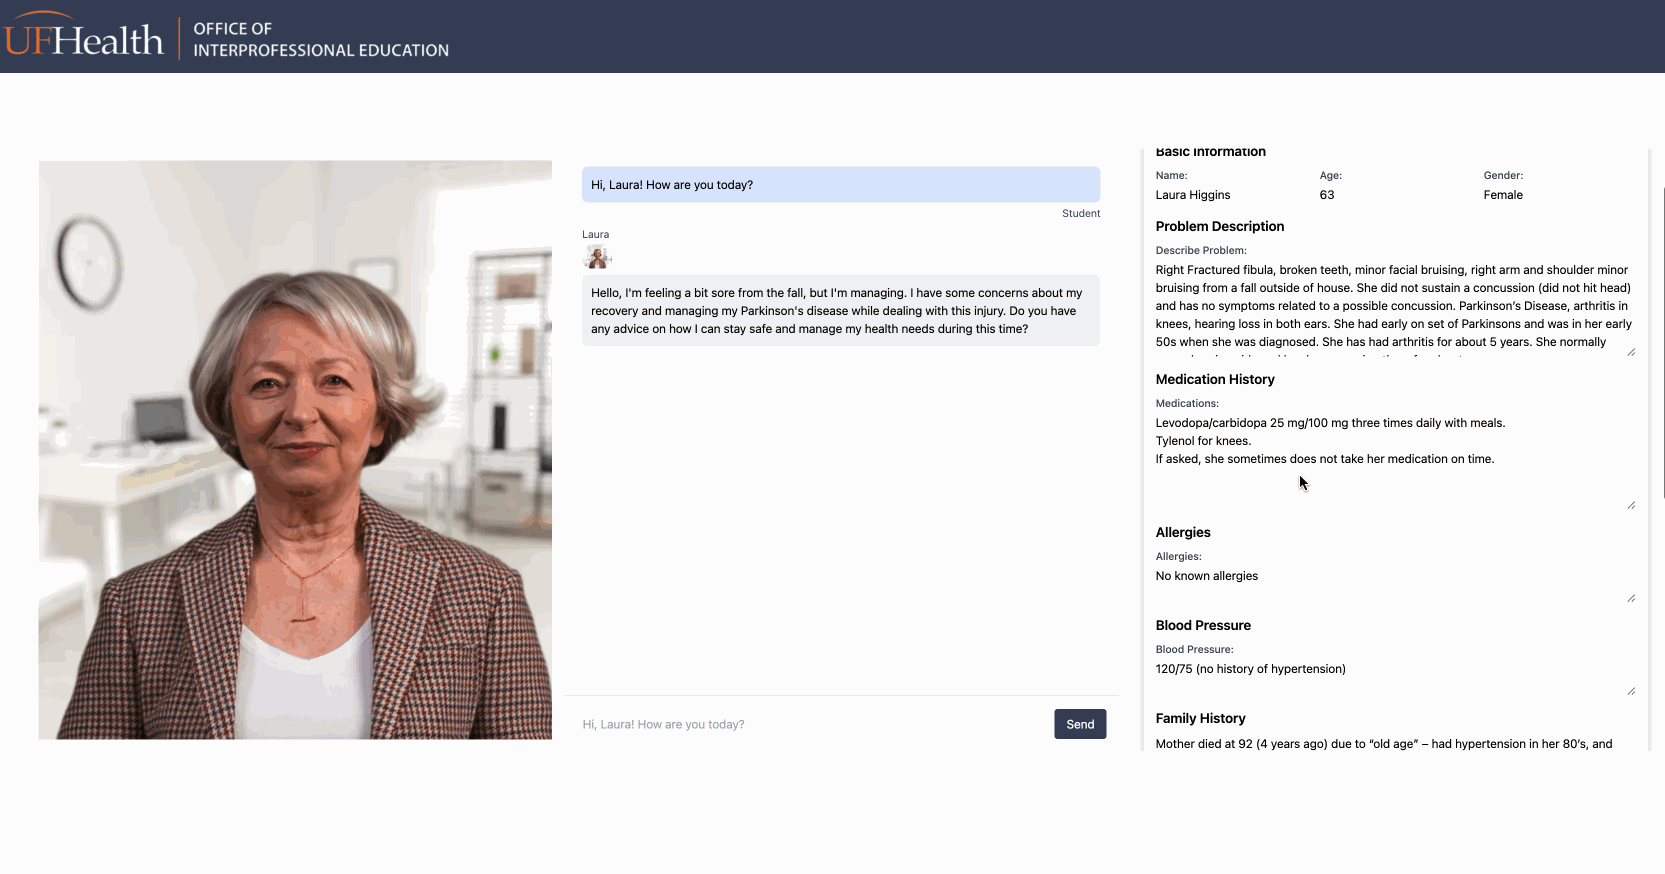 UFHealth
OFFICE OF
INTERPROFESSIONAL EDUCATION
Hi, Laura! How are you today?
Student
Laura
Hello, I'm feeling a bit sore from the fall, but I'm managing. I have some concerns about my
recovery and managing my Parkinson's disease while dealing with this injury. Do you have
any advice on how I can stay safe and manage my health needs during this time?
Hi, Laura! How are you today?
Send
Basic Information
Name:
Age:
Gender:
Laura Higgins
63
Female
Problem Description
Describe Problem:
Right Fractured fibula, broken teeth, minor facial bruising, right arm and shoulder minor
bruising from a fall outside of house. She did not sustain a concussion (did not hit head)
and has no symptoms related to a possible concussion. Parkinson’s Disease, arthritis in
knees, hearing loss in both ears. She had early on set of Parkinsons and was in her early
50s when she was diagnosed. She has had arthritis for about 5 years. She normally
Medication History
Medications:
Levodopa/carbidopa 25 mg/100 mg three times daily with meals.
Tylenol for knees.
If asked, she sometimes does not take her medication on time.
Allergies
Allergies:
No known allergies
Blood Pressure
Blood Pressure:
120/75 (no history of hypertension)
Family History
Mother died at 92 (4 years ago) due to “old age” – had hypertension in her 80’s, and